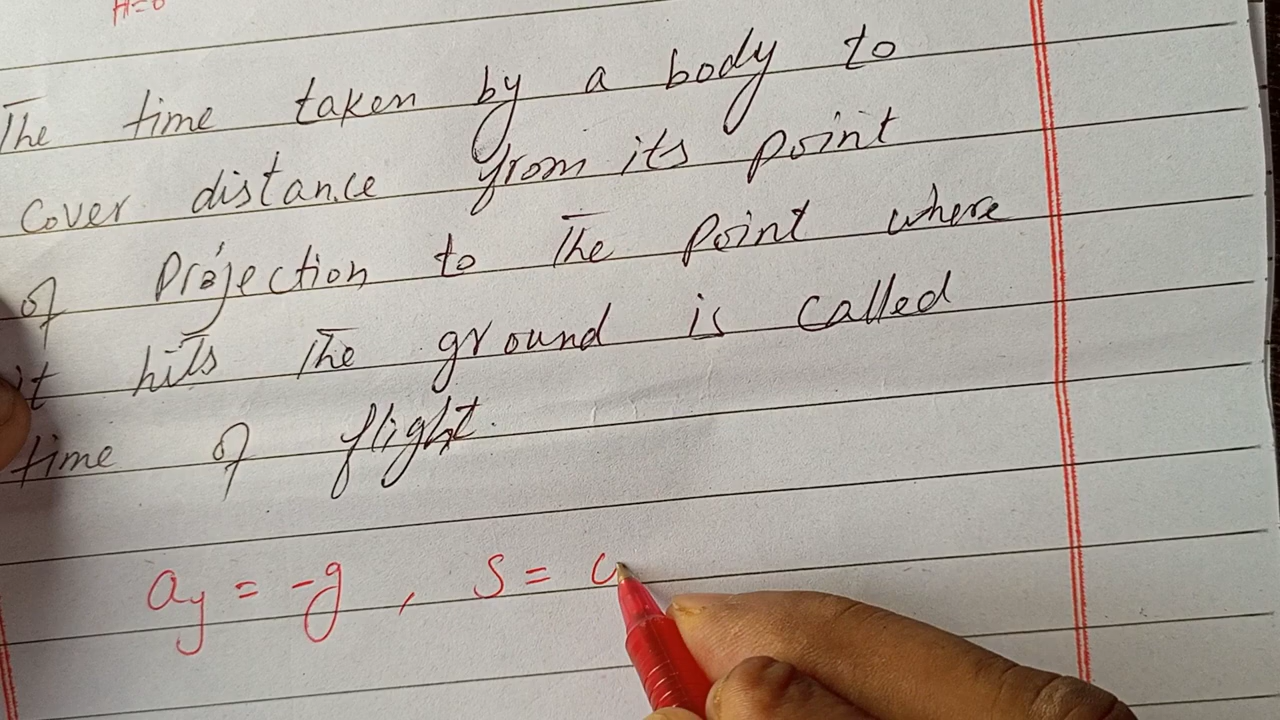 H=0
The time taken by a body to
cover distance from its point
of Projection to The point where
it hits The ground is called
time of flight.
ay = -g , S =